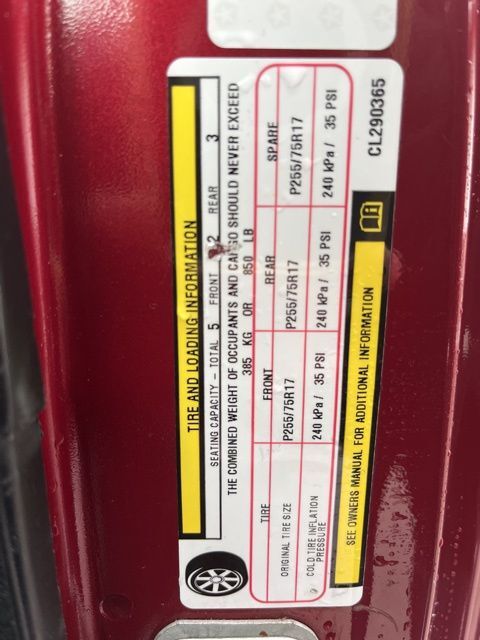 TIRE AND LOADING INFORMATION
SEATING CAPACITY - TOTAL 5 FRONT 2 REAR 3
THE COMBINED WEIGHT OF OCCUPANTS AND CARGO SHOULD NEVER EXCEED
385 KG OR 850 LB
TIRE FRONT REAR SPARE
ORIGINAL TIRE SIZE P255/75R17 P255/75R17 P255/75R17
COLD TIRE INFLATION PRESSURE 240 kPa / 35 PSI 240 kPa / 35 PSI 240 kPa / 35 PSI
SEE OWNERS MANUAL FOR ADDITIONAL INFORMATION
CL290365